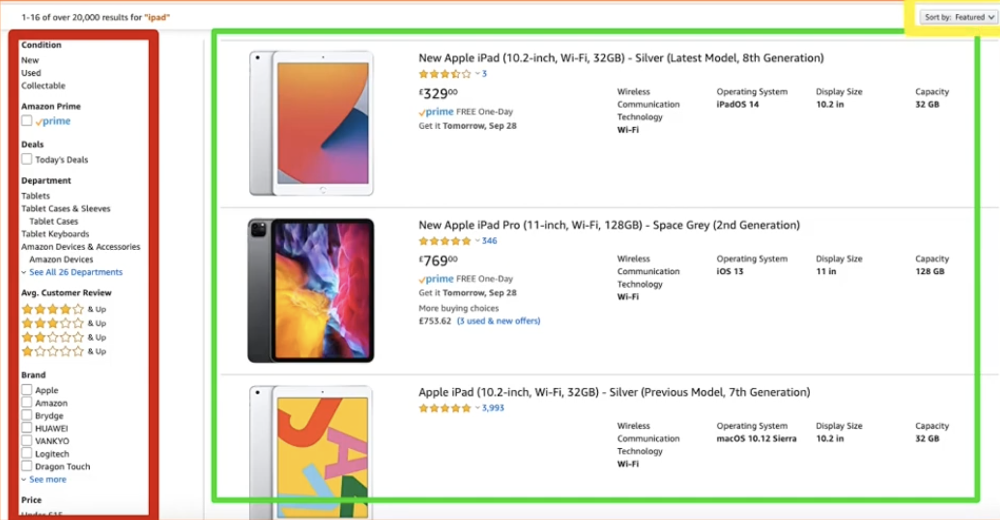 1-16 of over 20,000 results for "ipad"
Sort by: Featured
Condition
New
Used
Collectable
Amazon Prime
prime
Deals
Today's Deals
Department
Tablets
Tablet Cases & Sleeves
Tablet Cases
Tablet Keyboards
Amazon Devices & Accessories
Amazon Devices
See All 26 Departments
Avg. Customer Review
& Up
& Up
& Up
& Up
Brand
Apple
Amazon
Brydge
HUAWEI
VANKYO
Logitech
Dragon Touch
See more
Price
Under £15
New Apple iPad (10.2-inch, Wi-Fi, 32GB) - Silver (Latest Model, 8th Generation)
3
£32900
prime FREE One-Day
Get it Tomorrow, Sep 28
Wireless
Communication
Technology
Wi-Fi
Operating System
iPadOS 14
Display Size
10.2 in
Capacity
32 GB
New Apple iPad Pro (11-inch, Wi-Fi, 128GB) - Space Grey (2nd Generation)
346
£76900
prime FREE One-Day
Get it Tomorrow, Sep 28
More buying choices
£753.62 (3 used & new offers)
Wireless
Communication
Technology
Wi-Fi
Operating System
iOS 13
Display Size
11 in
Capacity
128 GB
Apple iPad (10.2-inch, Wi-Fi, 32GB) - Silver (Previous Model, 7th Generation)
3,993
Wireless
Communication
Technology
Wi-Fi
Operating System
macOS 10.12 Sierra
Display Size
10.2 in
Capacity
32 GB